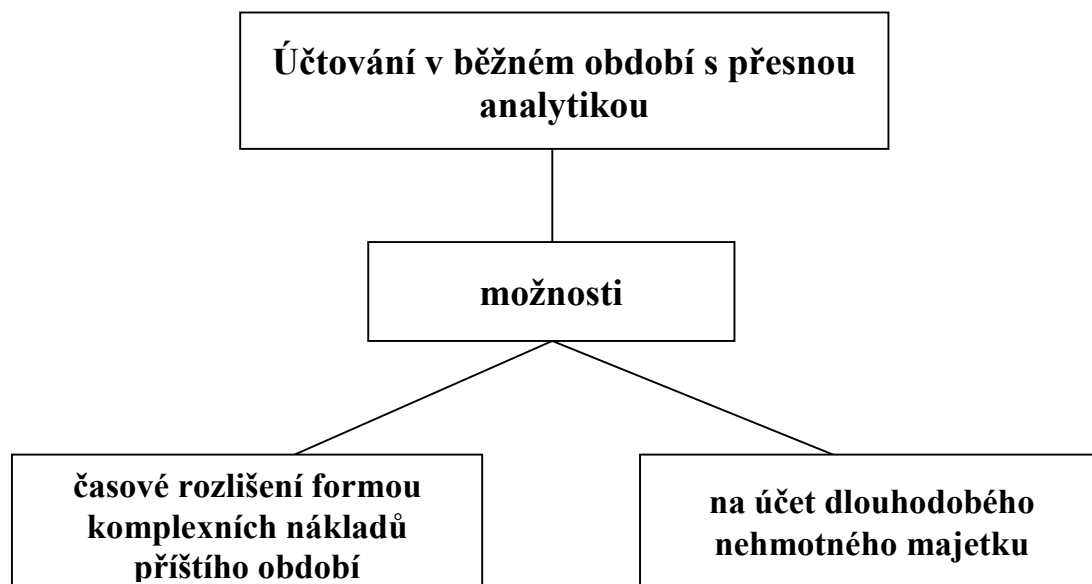 Účtování v běžném období s přesnou
analytikou
možnosti
časové rozlišení formou
komplexních nákladů
příštího období
na účet dlouhodobého
nehmotného majetku